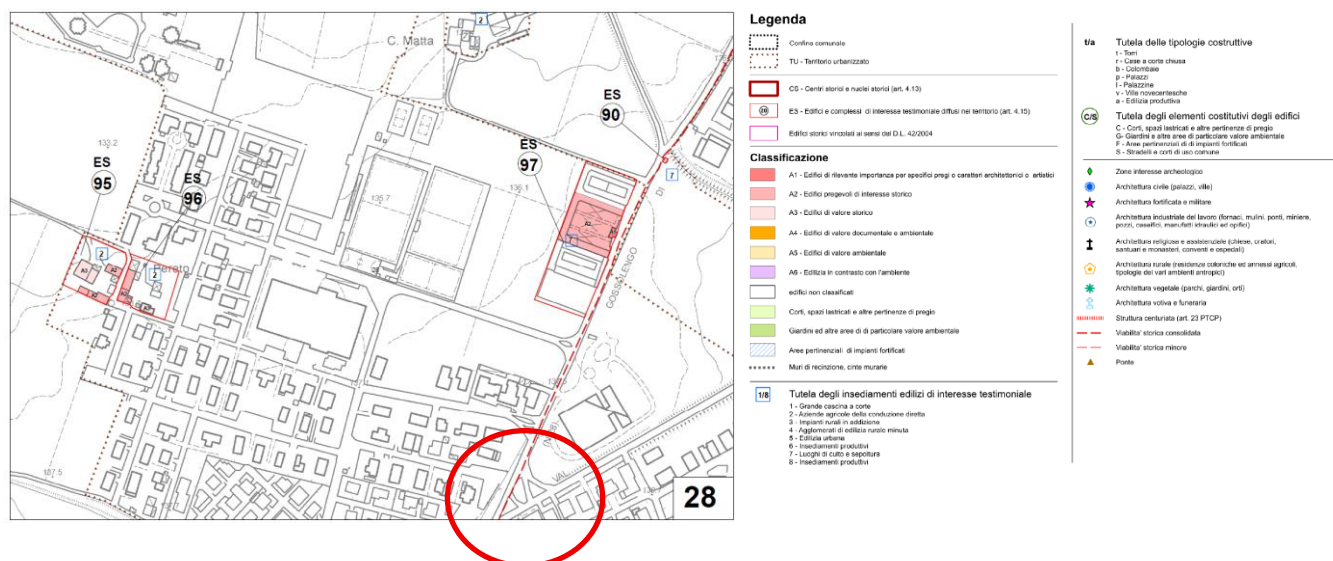 C. Matta
2
ES
90
ES
97
133.2
ES
95
ES
96
135.7
136.1
7
DI
GOSSOLENGO
2
A3
2
Pereto
137.1
VAL
137.5
28
Legenda
Confine comunale
TU - Territorio urbanizzato
CS - Centri storici e nuclei storici (art. 4.13)
ES - Edifici e complessi di interesse testimoniale diffusi nel territorio (art. 4.15)
Edifici storici vincolati ai sensi del D.L. 42/2004
Classificazione
A1 - Edifici di rilevante importanza per specifici pregi o caratteri architettonici o artistici
A2 - Edifici pregevoli di interesse storico
A3 - Edifici di valore storico
A4 - Edifici di valore documentale e ambientale
A5 - Edifici di valore ambientale
A6 - Edilizia in contrasto con l'ambiente
edifici non classificati
Corti, spazi lastricati e altre pertinenze di pregio
Giardini ed altre aree di di particolare valore ambientale
Aree pertinenziali di impianti fortificati
Muri di recinzione, cinte murarie
1/8 Tutela degli insediamenti edilizi di interesse testimoniale
1 - Grande cascina a corte
2 - Aziende agricole della conduzione diretta
3 - Impianti rurali in addizione
4 - Agglomerati di edilizia rurale minuta
5 - Edilizia urbana
6 - Insediamenti produttivi
7 - Luoghi di culto e sepoltura
8 - Insediamenti produttivi
t/a Tutela delle tipologie costruttive
t - Torri
r - Case a corte chiusa
b - Colombaie
p - Palazzi
l - Palazzine
v - Ville novecentesche
a - Edilizia produttiva
C/S Tutela degli elementi costitutivi degli edifici
C - Corti, spazi lastricati e altre pertinenze di pregio
G- Giardini e altre aree di particolare valore ambientale
F - Aree pertinenziali di di impianti fortificati
S - Stradelli e corti di uso comune
Zone interesse archeologico
Architettura civile (palazzi, ville)
Architettura fortificata e militare
Architettura industriale del lavoro (fornaci, mulini, ponti, miniere,
pozzi, caseifici, manufatti idraulici ed opifici)
Architettura religiosa e assistenziale (chiese, oratori,
santuari e monasteri, conventi e ospedali)
Architettura rurale (residenze coloniche ed annessi agricoli,
tipologie dei vari ambienti antropici)
Architettura vegetale (parchi, giardini, orti)
Architettura votiva e funeraria
Struttura centuriata (art. 23 PTCP)
Viabilita' storica consolidata
Viabilita' storica minore
Ponte